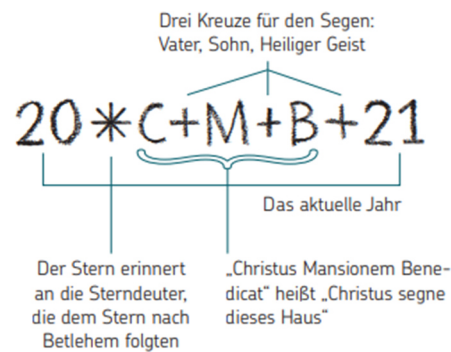 Drei Kreuze für den Segen:
Vater, Sohn, Heiliger Geist
20*C+M+B+21
Das aktuelle Jahr
Der Stern erinnert
an die Sterndeuter,
die dem Stern nach
Betlehem folgten
„Christus Mansionem Bene-
dicat“ heißt „Christus segne
dieses Haus“